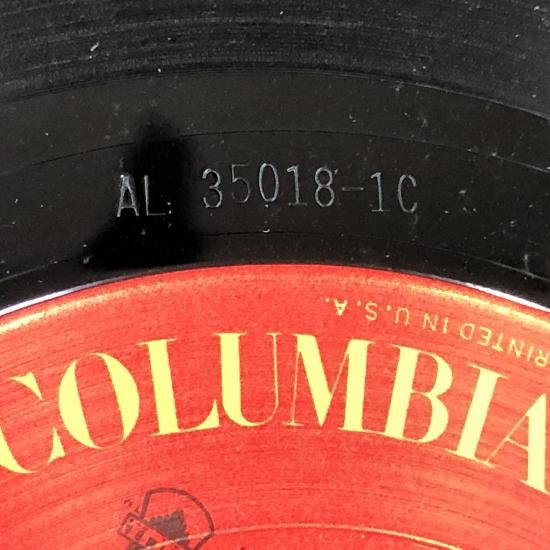 AL 35018-1C
PRINTED IN U.S.A.
COLUMBIA